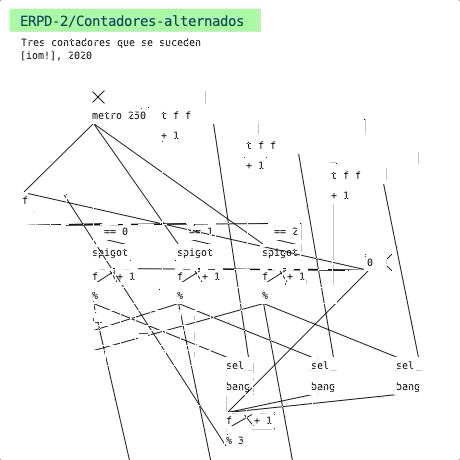 ERPD-2/Contadores-alternados
Tres contadores que se suceden
[iom!], 2020
metro 250 t f f
+ 1
t f f
+ 1
t f f
+ 1
f
== 0 == 1 == 2
spigot spigot spigot
0
f + 1 f + 1 f + 1
% % %
sel sel sel
bang bang bang
f + 1
% 3